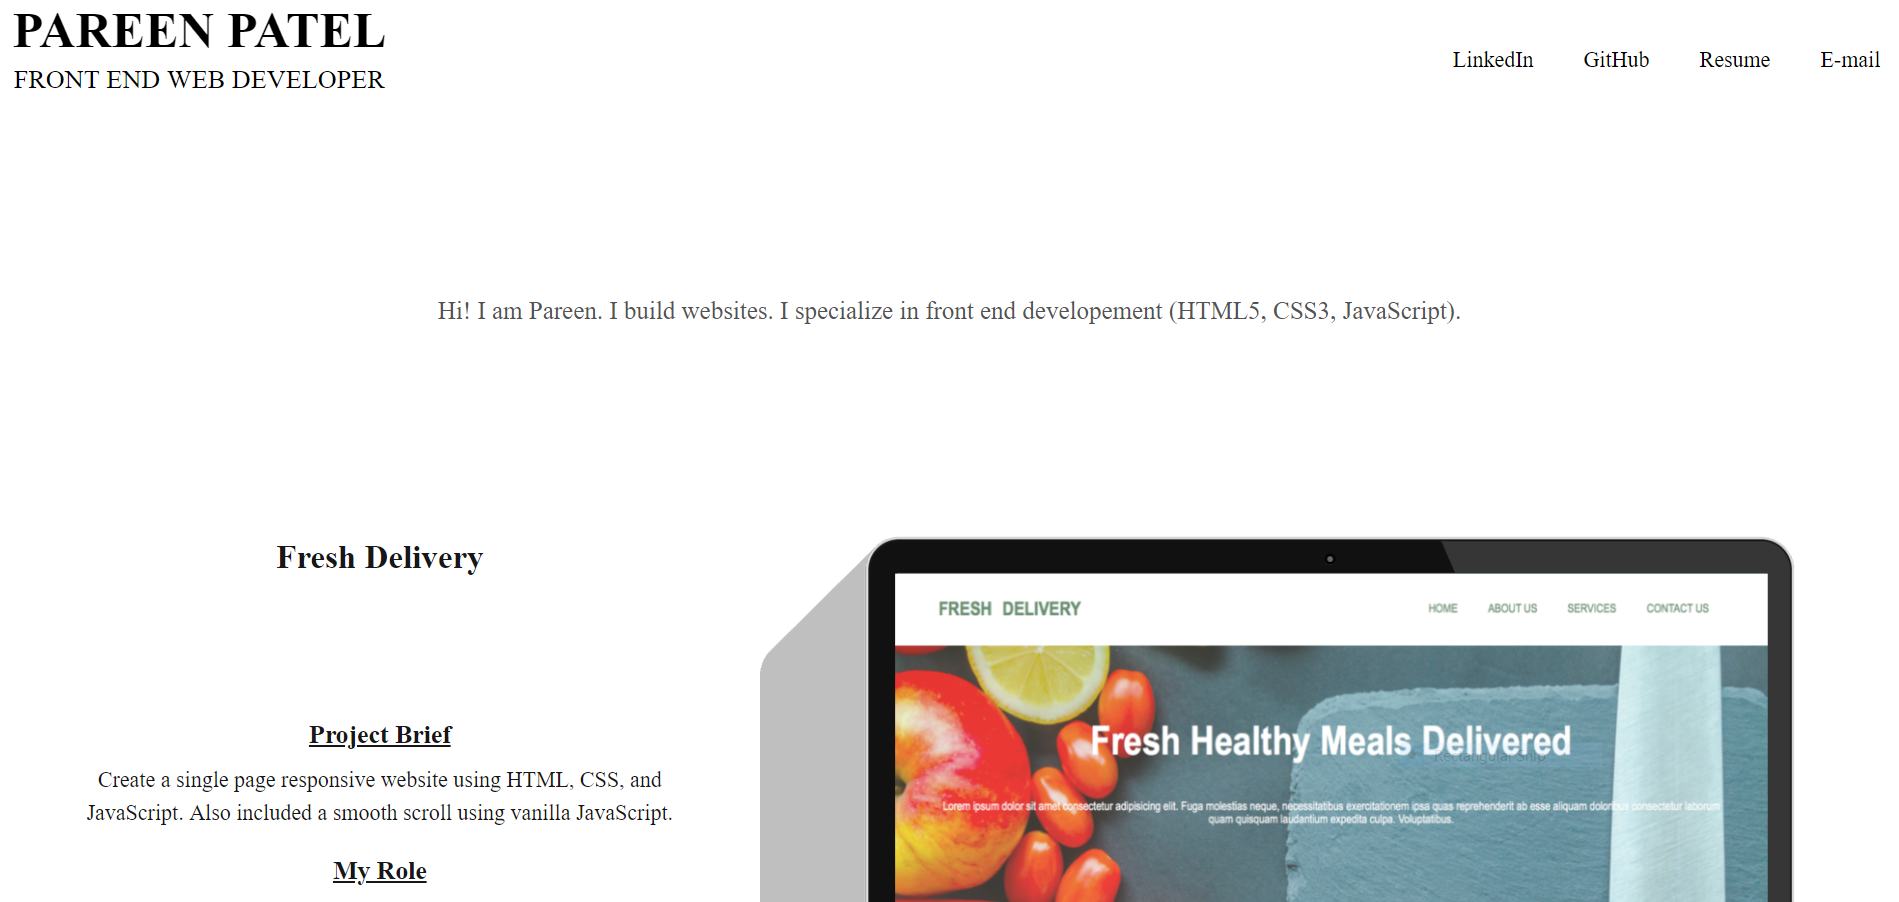 PAREEN PATEL
FRONT END WEB DEVELOPER
LinkedIn GitHub Resume E-mail
Hi! I am Pareen. I build websites. I specialize in front end developement (HTML5, CSS3, JavaScript).
Fresh Delivery
Project Brief
Create a single page responsive website using HTML, CSS, and
JavaScript. Also included a smooth scroll using vanilla JavaScript.
My Role
FRESH DELIVERY
HOME ABOUT US SERVICES CONTACT US
Fresh Healthy Meals Delivered
Rectangular Snip
Lorem ipsum dolor sit amet consectetur adipisicing elit. Fuga molestias neque, necessitatibus exercitationem ipsa quas reprehenderit ab esse aliquam doloribus consectetur laborum
quam quisquam laudantium expedita culpa. Voluptatibus.